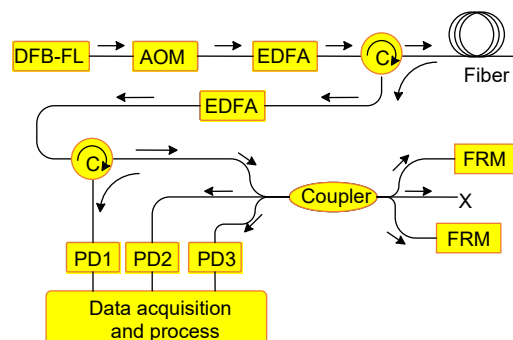 DFB-FL
AOM
EDFA
C
Fiber
EDFA
C
FRM
Coupler
X
FRM
PD1
PD2
PD3
Data acquisition
and process